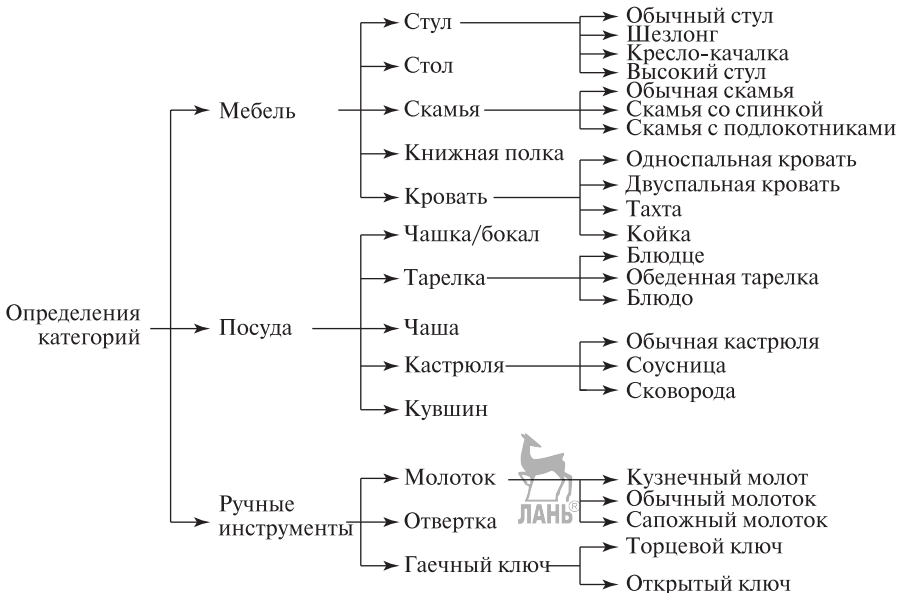 Определения
категорий
Мебель
Стул
Обычный стул
Шезлонг
Кресло-качалка
Высокий стул
Стол
Скамья
Обычная скамья
Скамья со спинкой
Скамья с подлокотниками
Книжная полка
Кровать
Односпальная кровать
Двуспальная кровать
Тахта
Койка
Посуда
Чашка/бокал
Тарелка
Блюдце
Обеденная тарелка
Блюдо
Чаша
Кастрюля
Обычная кастрюля
Соусница
Сковорода
Кувшин
Ручные
инструменты
Молоток
Кузнечный молот
Обычный молоток
Сапожный молоток
Отвертка
Гаечный ключ
Торцевой ключ
Открытый ключ
ЛАНЬ®